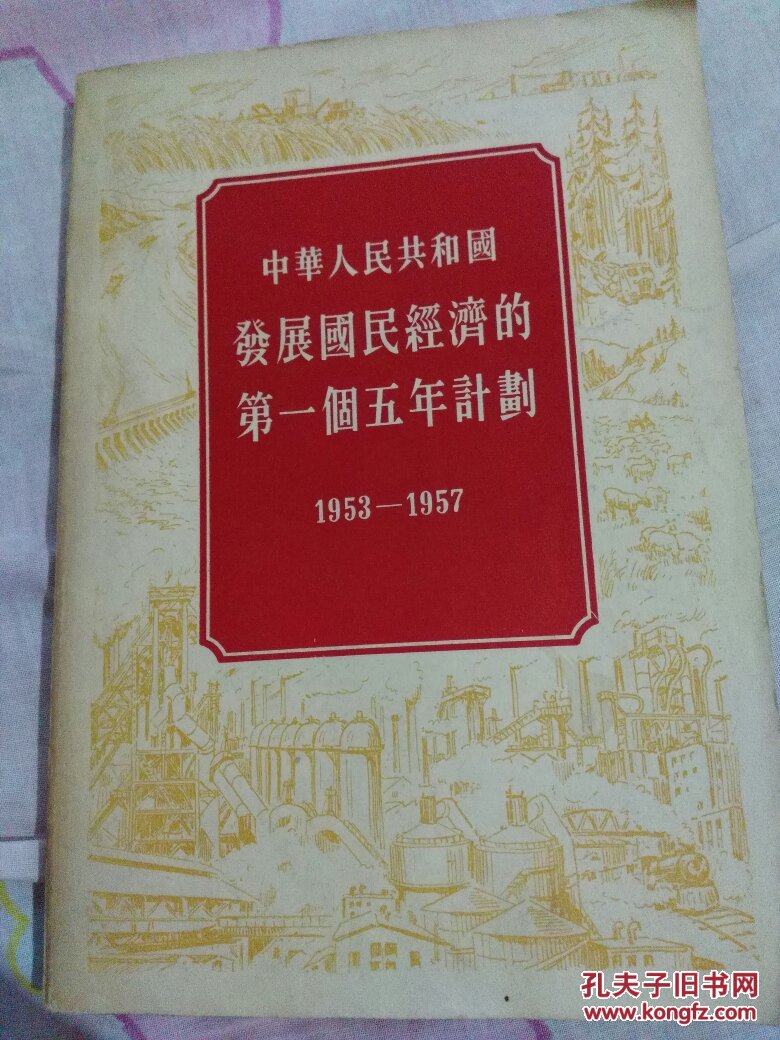 中華人民共和國
發展國民經濟的
第一個五年計劃
1953—1957
孔夫子旧书网
www.kongfz.com